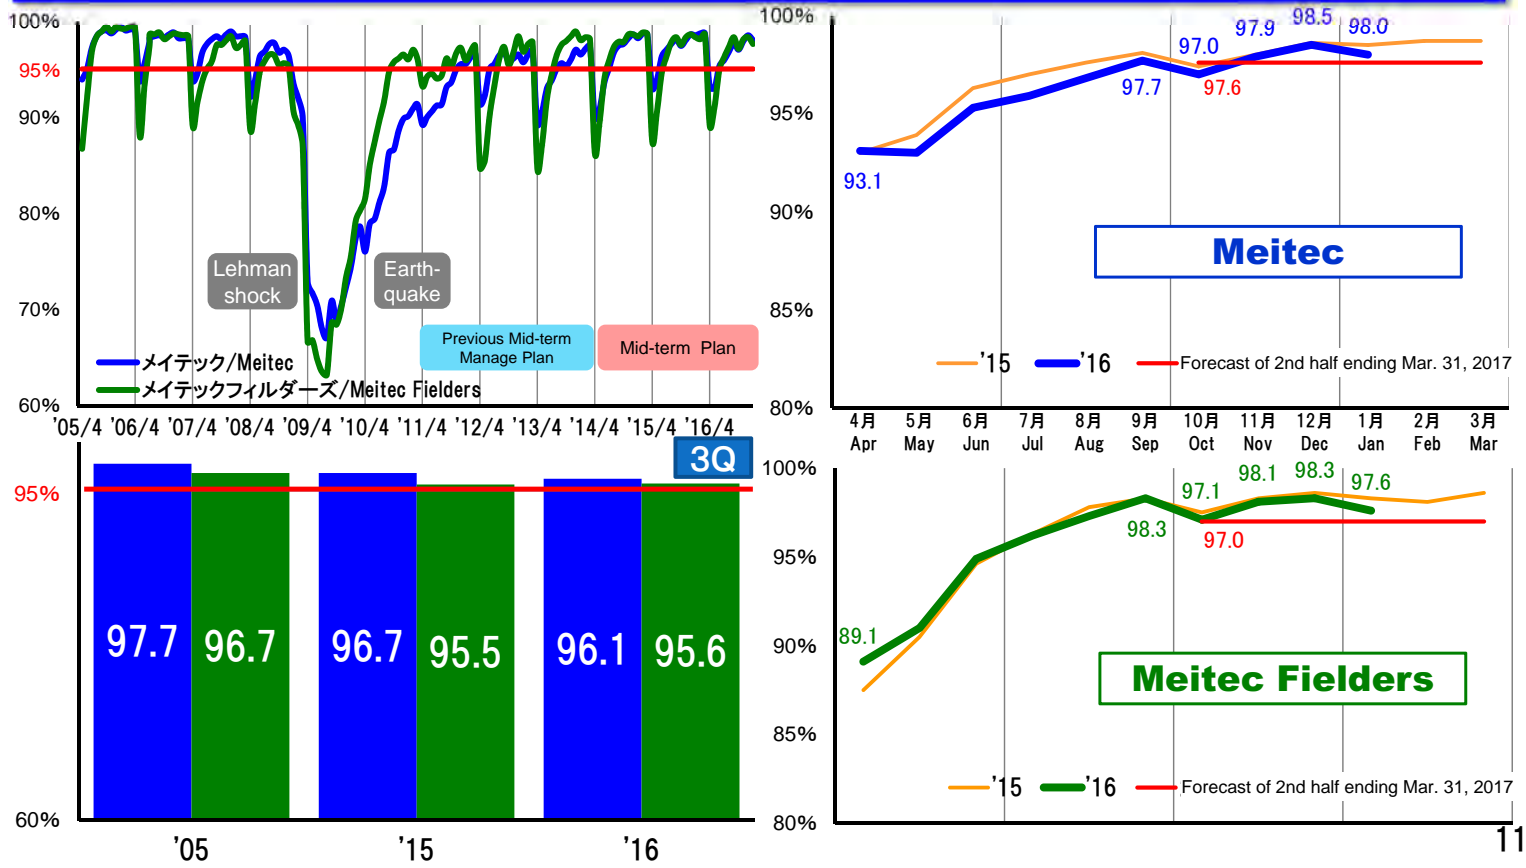 100%
95%
90%
80%
70%
60%
Lehman
shock
Earth-
quake
Previous Mid-term
Manage Plan
Mid-term Plan
メイテック/Meitec
メイテックフィルダーズ/Meitec Fielders
'05/4 '06/4 '07/4 '08/4 '09/4 '10/4 '11/4 '12/4 '13/4 '14/4 '15/4 '16/4
100%
95%
90%
85%
80%
93.1
97.7
97.0
97.6
97.9
98.5
98.0
Meitec
'15 '16 Forecast of 2nd half ending Mar. 31, 2017
4月 5月 6月 7月 8月 9月 10月 11月 12月 1月 2月 3月
Apr May Jun Jul Aug Sep Oct Nov Dec Jan Feb Mar
3Q
95%
60%
97.7 96.7 96.7 95.5 96.1 95.6
'05 '15 '16
100%
95%
90%
85%
80%
89.1
98.3
97.1
97.0
98.1
98.3
97.6
Meitec Fielders
'15 '16 Forecast of 2nd half ending Mar. 31, 2017
11